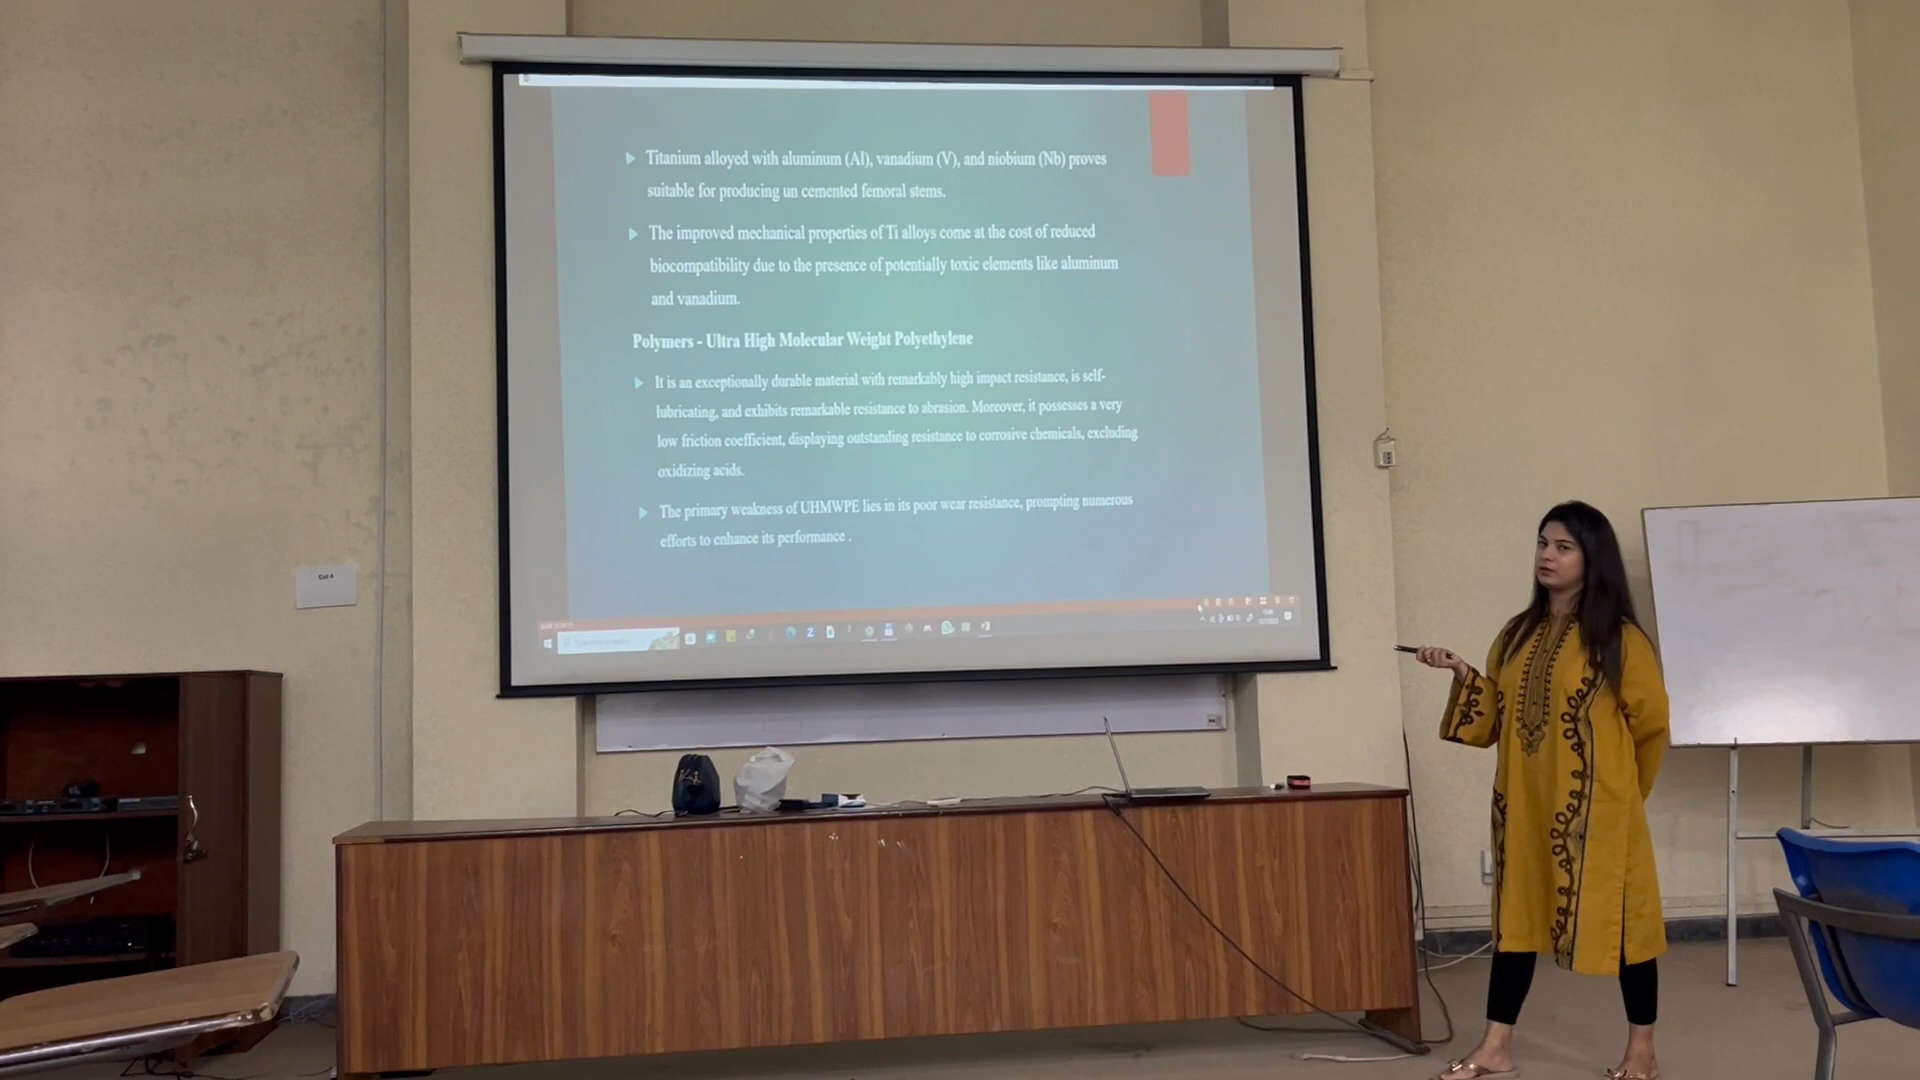 Titanium alloyed with aluminum (Al), vanadium (V), and niobium (Nb) proves
suitable for producing un cemented femoral stems.
The improved mechanical properties of Ti alloys come at the cost of reduced
biocompatibility due to the presence of potentially toxic elements like aluminum
and vanadium.
Polymers - Ultra High Molecular Weight Polyethylene
It is an exceptionally durable material with remarkably high impact resistance, is self-
lubricating, and exhibits remarkable resistance to abrasion. Moreover, it possesses a very
low friction coefficient, displaying outstanding resistance to corrosive chemicals, excluding
oxidizing acids.
The primary weakness of UHMWPE lies in its poor wear resistance, prompting numerous
efforts to enhance its performance .